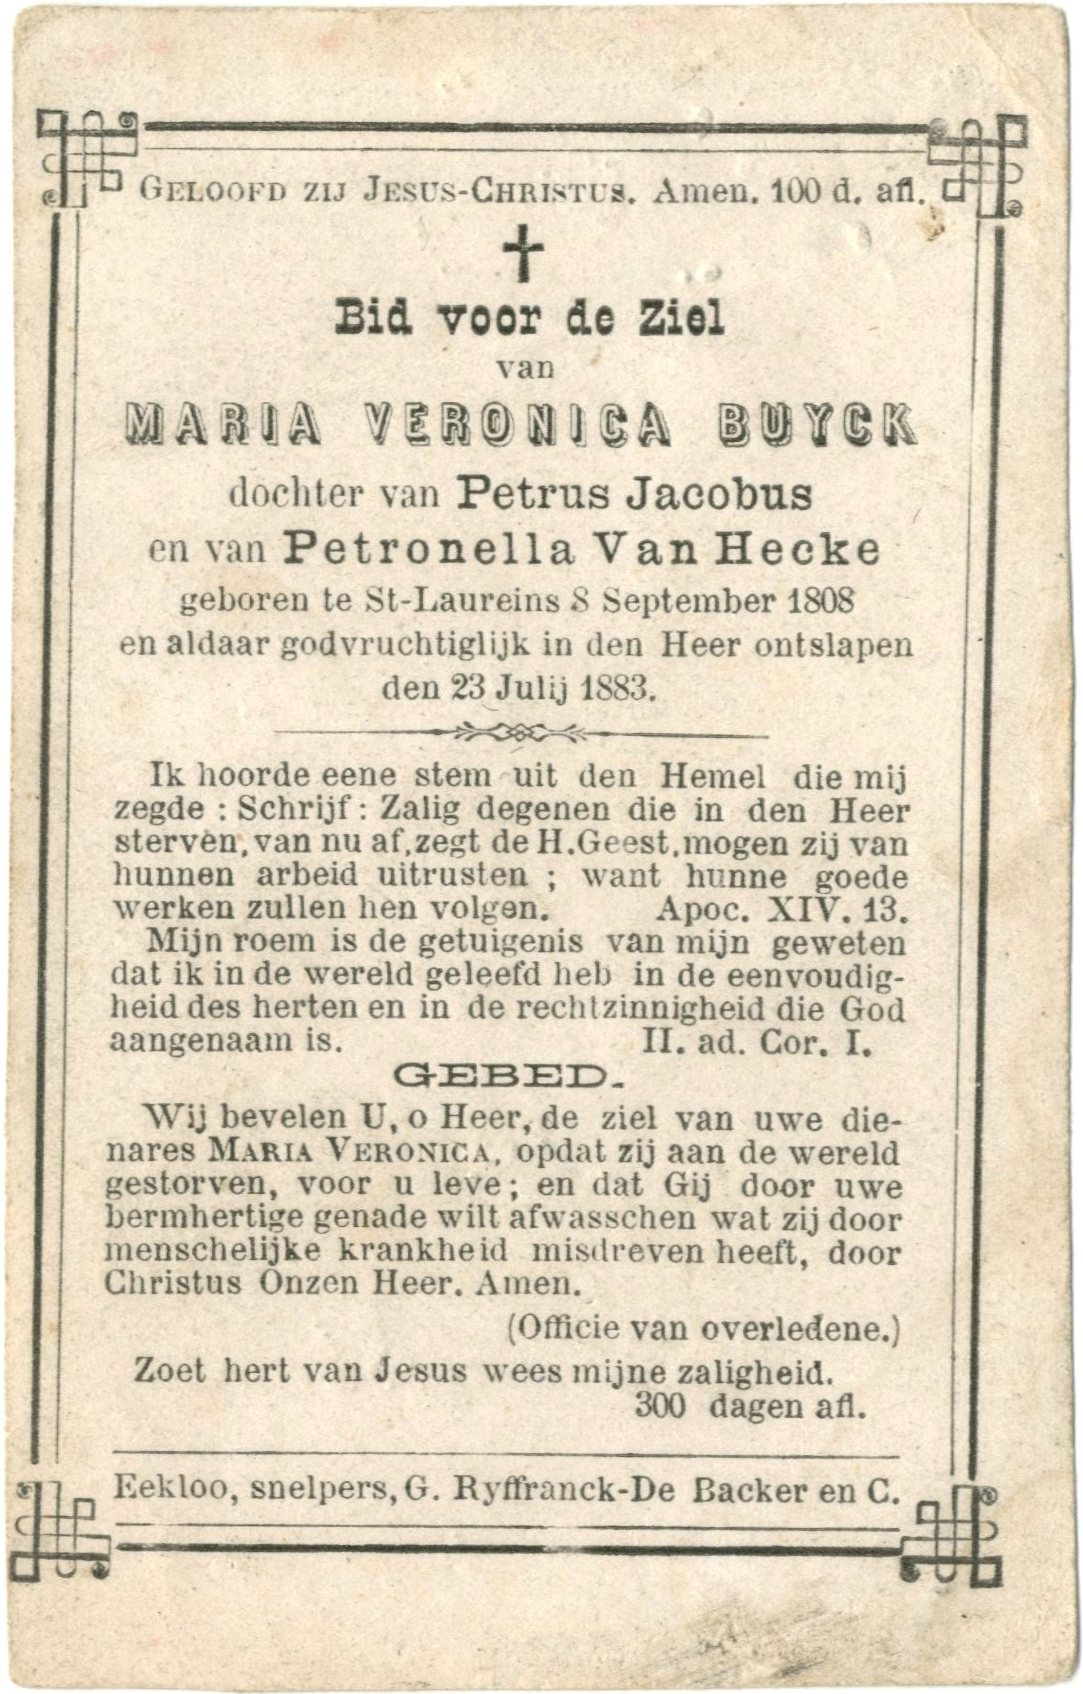 GELOOFD ZIJ JESUS-CHRISTUS. Amen. 100 d. afl.
Bid voor de Ziel
van
MARIA VERONICA BUYCK
dochter van Petrus Jacobus
en van Petronella Van Hecke
geboren te St-Laureins 8 September 1808
en aldaar godvruchtiglijk in den Heer ontslapen
den 23 Julij 1883.
Ik hoorde eene stem uit den Hemel die mij
zegde : Schrijf : Zalig degenen die in den Heer
sterven, van nu af, zegt de H. Geest, mogen zij van
hunnen arbeid uitrusten ; want hunne goede
werken zullen hen volgen. Apoc. XIV. 13.
Mijn roem is de getuigenis van mijn geweten
dat ik in de wereld geleefd heb in de eenvoudig-
heid des herten en in de rechtzinnigheid die God
aangenaam is. II. ad. Cor. I.
GEBED.
Wij bevelen U, o Heer, de ziel van uwe die-
nares MARIA VERONICA, opdat zij aan de wereld
gestorven, voor u leve ; en dat Gij door uwe
bermhertige genade wilt afwasschen wat zij door
menschelijke krankheid misdreven heeft, door
Christus Onzen Heer. Amen.
(Officie van overledene.)
Zoet hert van Jesus wees mijne zaligheid.
300 dagen afl.
Eekloo, snelpers, G. Ryffranck-De Backer en C.